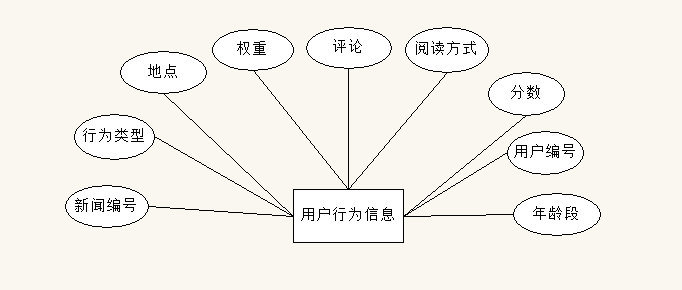 权重
评论
阅读方式
地点
分数
行为类型
用户编号
新闻编号
用户行为信息
年龄段